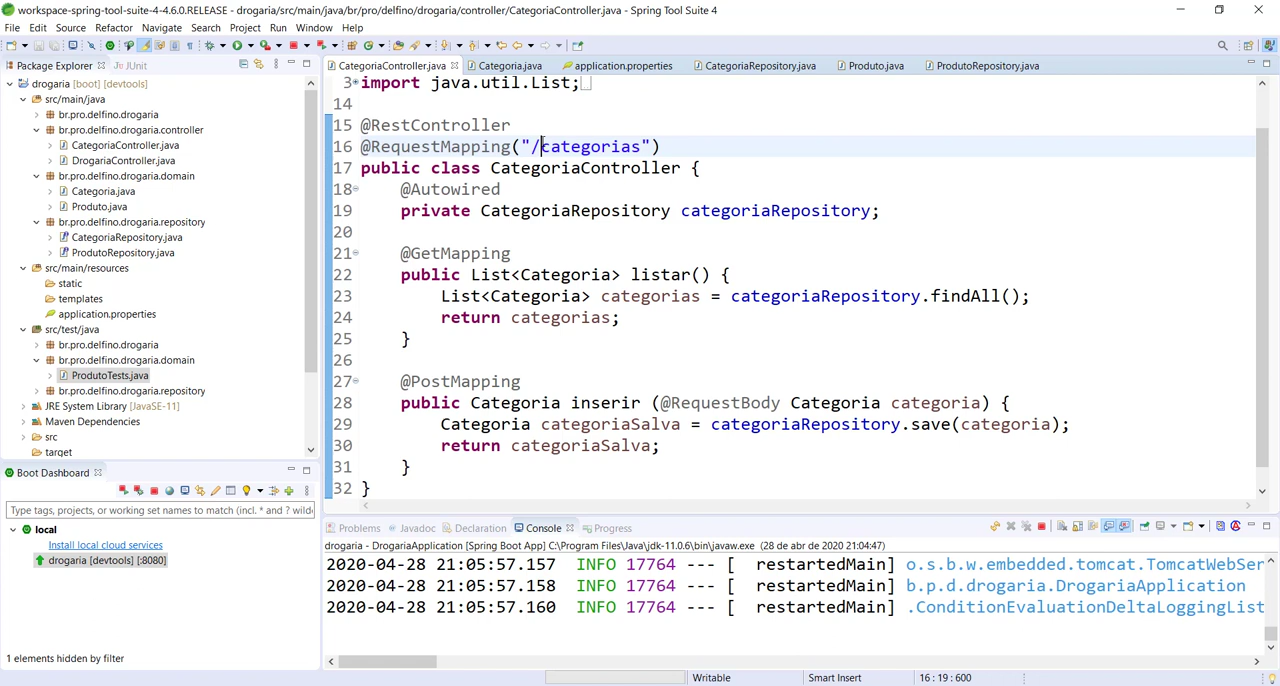 workspace-spring-tool-suite-4-4.6.0.RELEASE - drogaria/src/main/java/br/pro/delfino/drogaria/controller/CategoriaController.java - Spring Tool Suite 4
File Edit Source Refactor Navigate Search Project Run Window Help
Package Explorer JUnit
drogaria [boot] [devtools]
src/main/java
br.pro.delfino.drogaria
br.pro.delfino.drogaria.controller
CategoriaController.java
DrogariaController.java
br.pro.delfino.drogaria.domain
Categoria.java
Produto.java
br.pro.delfino.drogaria.repository
CategoriaRepository.java
ProdutoRepository.java
src/main/resources
static
templates
application.properties
src/test/java
br.pro.delfino.drogaria
br.pro.delfino.drogaria.domain
ProdutoTests.java
br.pro.delfino.drogaria.repository
JRE System Library [JavaSE-11]
Maven Dependencies
src
target
Boot Dashboard
Type tags, projects, or working set names to match (incl. * and ? wild
local
Install local cloud services
drogaria [devtools] [:8080]
1 elements hidden by filter
CategoriaController.java Categoria.java application.properties CategoriaRepository.java Produto.java ProdutoRepository.java
3 import java.util.List;
14
15 @RestController
16 @RequestMapping("/categorias")
17 public class CategoriaController {
18 @Autowired
19 private CategoriaRepository categoriaRepository;
20
21 @GetMapping
22 public List<Categoria> listar() {
23 List<Categoria> categorias = categoriaRepository.findAll();
24 return categorias;
25 }
26
27 @PostMapping
28 public Categoria inserir (@RequestBody Categoria categoria) {
29 Categoria categoriaSalva = categoriaRepository.save(categoria);
30 return categoriaSalva;
31 }
32 }
Problems Javadoc Declaration Console Progress
drogaria - DrogariaApplication [Spring Boot App] C:\Program Files\Java\jdk-11.0.6\bin\javaw.exe (28 de abr de 2020 21:04:47)
2020-04-28 21:05:57.157 INFO 17764 --- [ restartedMain] o.s.b.w.embedded.tomcat.TomcatWebSer
2020-04-28 21:05:57.158 INFO 17764 --- [ restartedMain] b.p.d.drogaria.DrogariaApplication
2020-04-28 21:05:57.160 INFO 17764 --- [ restartedMain] .ConditionEvaluationDeltaLoggingList
Writable Smart Insert 16 : 19 : 600